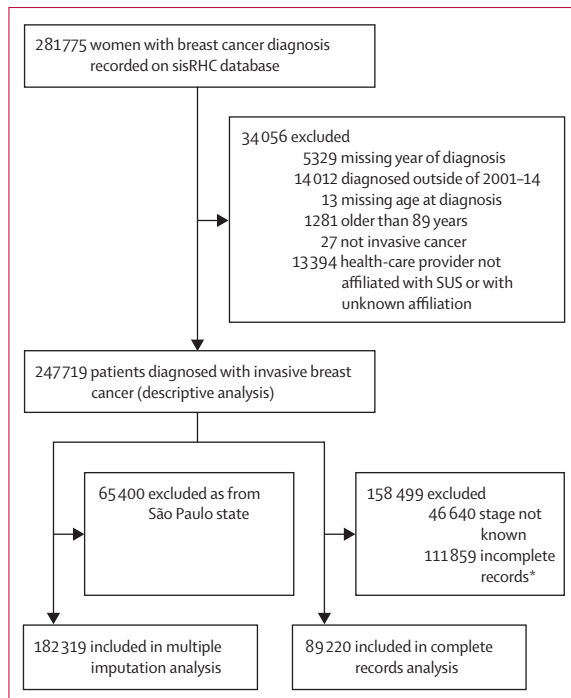 281775 women with breast cancer diagnosis
recorded on sisRHC database
34056 excluded
5329 missing year of diagnosis
14012 diagnosed outside of 2001–14
13 missing age at diagnosis
1281 older than 89 years
27 not invasive cancer
13394 health-care provider not
affiliated with SUS or with
unknown affiliation
247719 patients diagnosed with invasive breast
cancer (descriptive analysis)
65400 excluded as from
São Paulo state
158499 excluded
46640 stage not
known
111859 incomplete
records*
182319 included in multiple
imputation analysis
89220 included in complete
records analysis